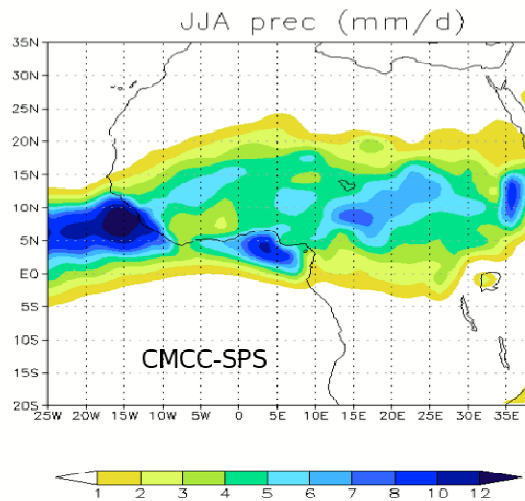 JJA prec (mm/d)
35N
30N
25N
20N
15N
10N
5N
EQ
5S
10S
15S
20S
CMCC-SPS
25W 20W 15W 10W 5W 0 5E 10E 15E 20E 25E 30E 35E
1 2 3 4 5 6 7 8 10 12